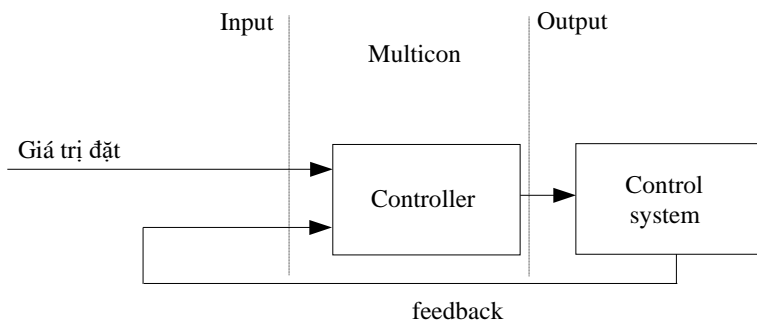 Input
Output
Multicon
Giá trị đặt
Controller
Control
system
feedback